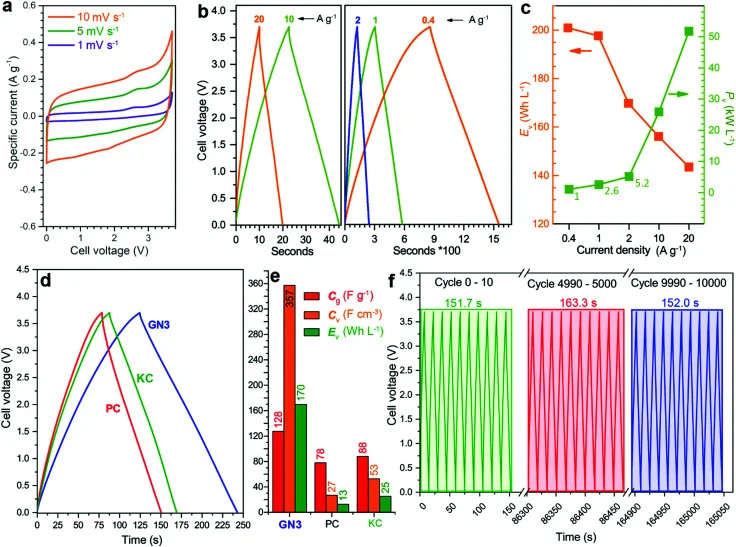 a
0.6
0.4
0.2
0.0
-0.2
-0.4
-0.6
Specific current (A g⁻¹)
10 mV s⁻¹
5 mV s⁻¹
1 mV s⁻¹
0 1 2 3
Cell voltage (V)
b
4.0
3.5
3.0
2.5
2.0
1.5
1.0
0.5
0.0
Cell voltage (V)
20 10 A g⁻¹
0 10 20 30 40
Seconds
2 1 0.4 A g⁻¹
0 3 6 9 12 15
Seconds *100
c
200
180
160
140
120
Eᵥ (Wh L⁻¹)
1 2.6 5.2
50
40
30
20
10
0
Pᵥ (kW L⁻¹)
0.4 1 2 10 20
Current density (A g⁻¹)
d
4.5
4.0
3.5
3.0
2.5
2.0
1.5
1.0
0.5
0.0
Cell voltage (V)
GN3
KC
PC
0 25 50 75 100 125 150 175 200 225 250
Time (s)
e
360
320
280
240
200
160
120
80
40
0
Cg (F g⁻¹)
Cᵥ (F cm⁻³)
Eᵥ (Wh L⁻¹)
128 357 170
78 27 13
88 53 25
GN3 PC KC
f
4.5
4.0
3.5
3.0
2.5
2.0
1.5
1.0
0.5
0.0
Cell voltage (V)
Cycle 0 - 10 Cycle 4990 - 5000 Cycle 9990 - 10000
151.7 s 163.3 s 152.0 s
0 50 100 150 86300 86350 86400 86450 164900 164950 165000 165050
Time (s)